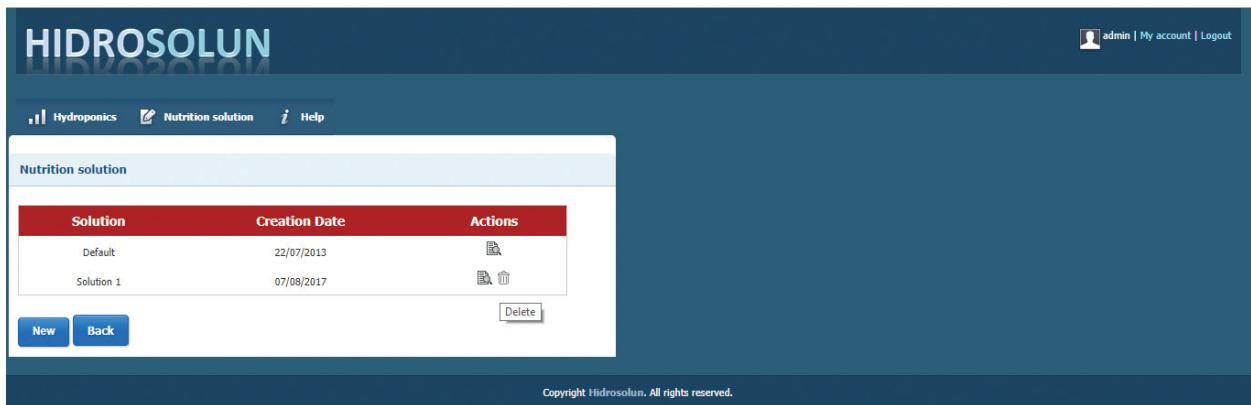 HIDROSOLUN
admin | My account | Logout
Hydroponics Nutrition solution i Help
Nutrition solution
Solution Creation Date Actions
Default 22/07/2013
Solution 1 07/08/2017
Delete
New Back
Copyright Hidrosolun. All rights reserved.